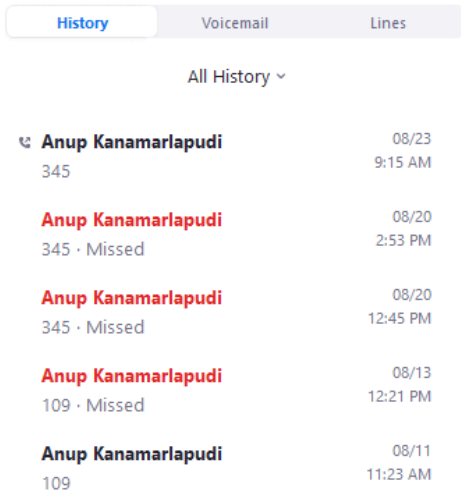 History Voicemail Lines
All History
Anup Kanamarlapudi 08/23
345 9:15 AM
Anup Kanamarlapudi 08/20
345 · Missed 2:53 PM
Anup Kanamarlapudi 08/20
345 · Missed 12:45 PM
Anup Kanamarlapudi 08/13
109 · Missed 12:21 PM
Anup Kanamarlapudi 08/11
109 11:23 AM